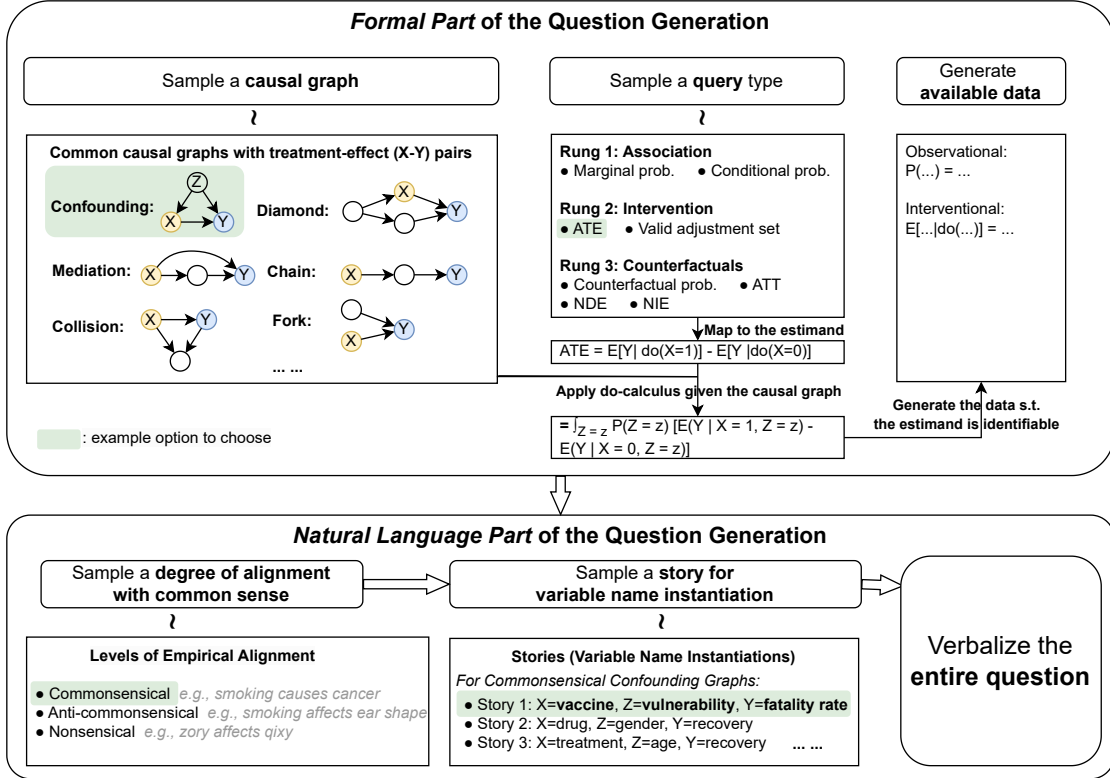 Formal Part of the Question Generation
Sample a causal graph
~
Common causal graphs with treatment-effect (X-Y) pairs
Confounding:
Z
X
Y
Diamond:
X
Y
Mediation:
X
Y
Chain:
X
Y
Collision:
X
Y
Fork:
X
Y
... ...
: example option to choose
Sample a query type
~
Rung 1: Association
● Marginal prob. ● Conditional prob.
Rung 2: Intervention
● ATE ● Valid adjustment set
Rung 3: Counterfactuals
● Counterfactual prob. ● ATT
● NDE ● NIE
Map to the estimand
ATE = E[Y| do(X=1)] - E[Y |do(X=0)]
Apply do-calculus given the causal graph
= ∫Z = z P(Z = z) [E(Y | X = 1, Z = z) -
E(Y | X = 0, Z = z)]
Generate
available data
Observational:
P(...) = ...
Interventional:
E[...|do(...)] = ...
Generate the data s.t.
the estimand is identifiable
Natural Language Part of the Question Generation
Sample a degree of alignment
with common sense
~
Levels of Empirical Alignment
● Commonsensical e.g., smoking causes cancer
● Anti-commonsensical e.g., smoking affects ear shape
● Nonsensical e.g., zory affects qixy
Sample a story for
variable name instantiation
~
Stories (Variable Name Instantiations)
For Commonsensical Confounding Graphs:
● Story 1: X=vaccine, Z=vulnerability, Y=fatality rate
● Story 2: X=drug, Z=gender, Y=recovery
● Story 3: X=treatment, Z=age, Y=recovery ... ...
Verbalize the
entire question